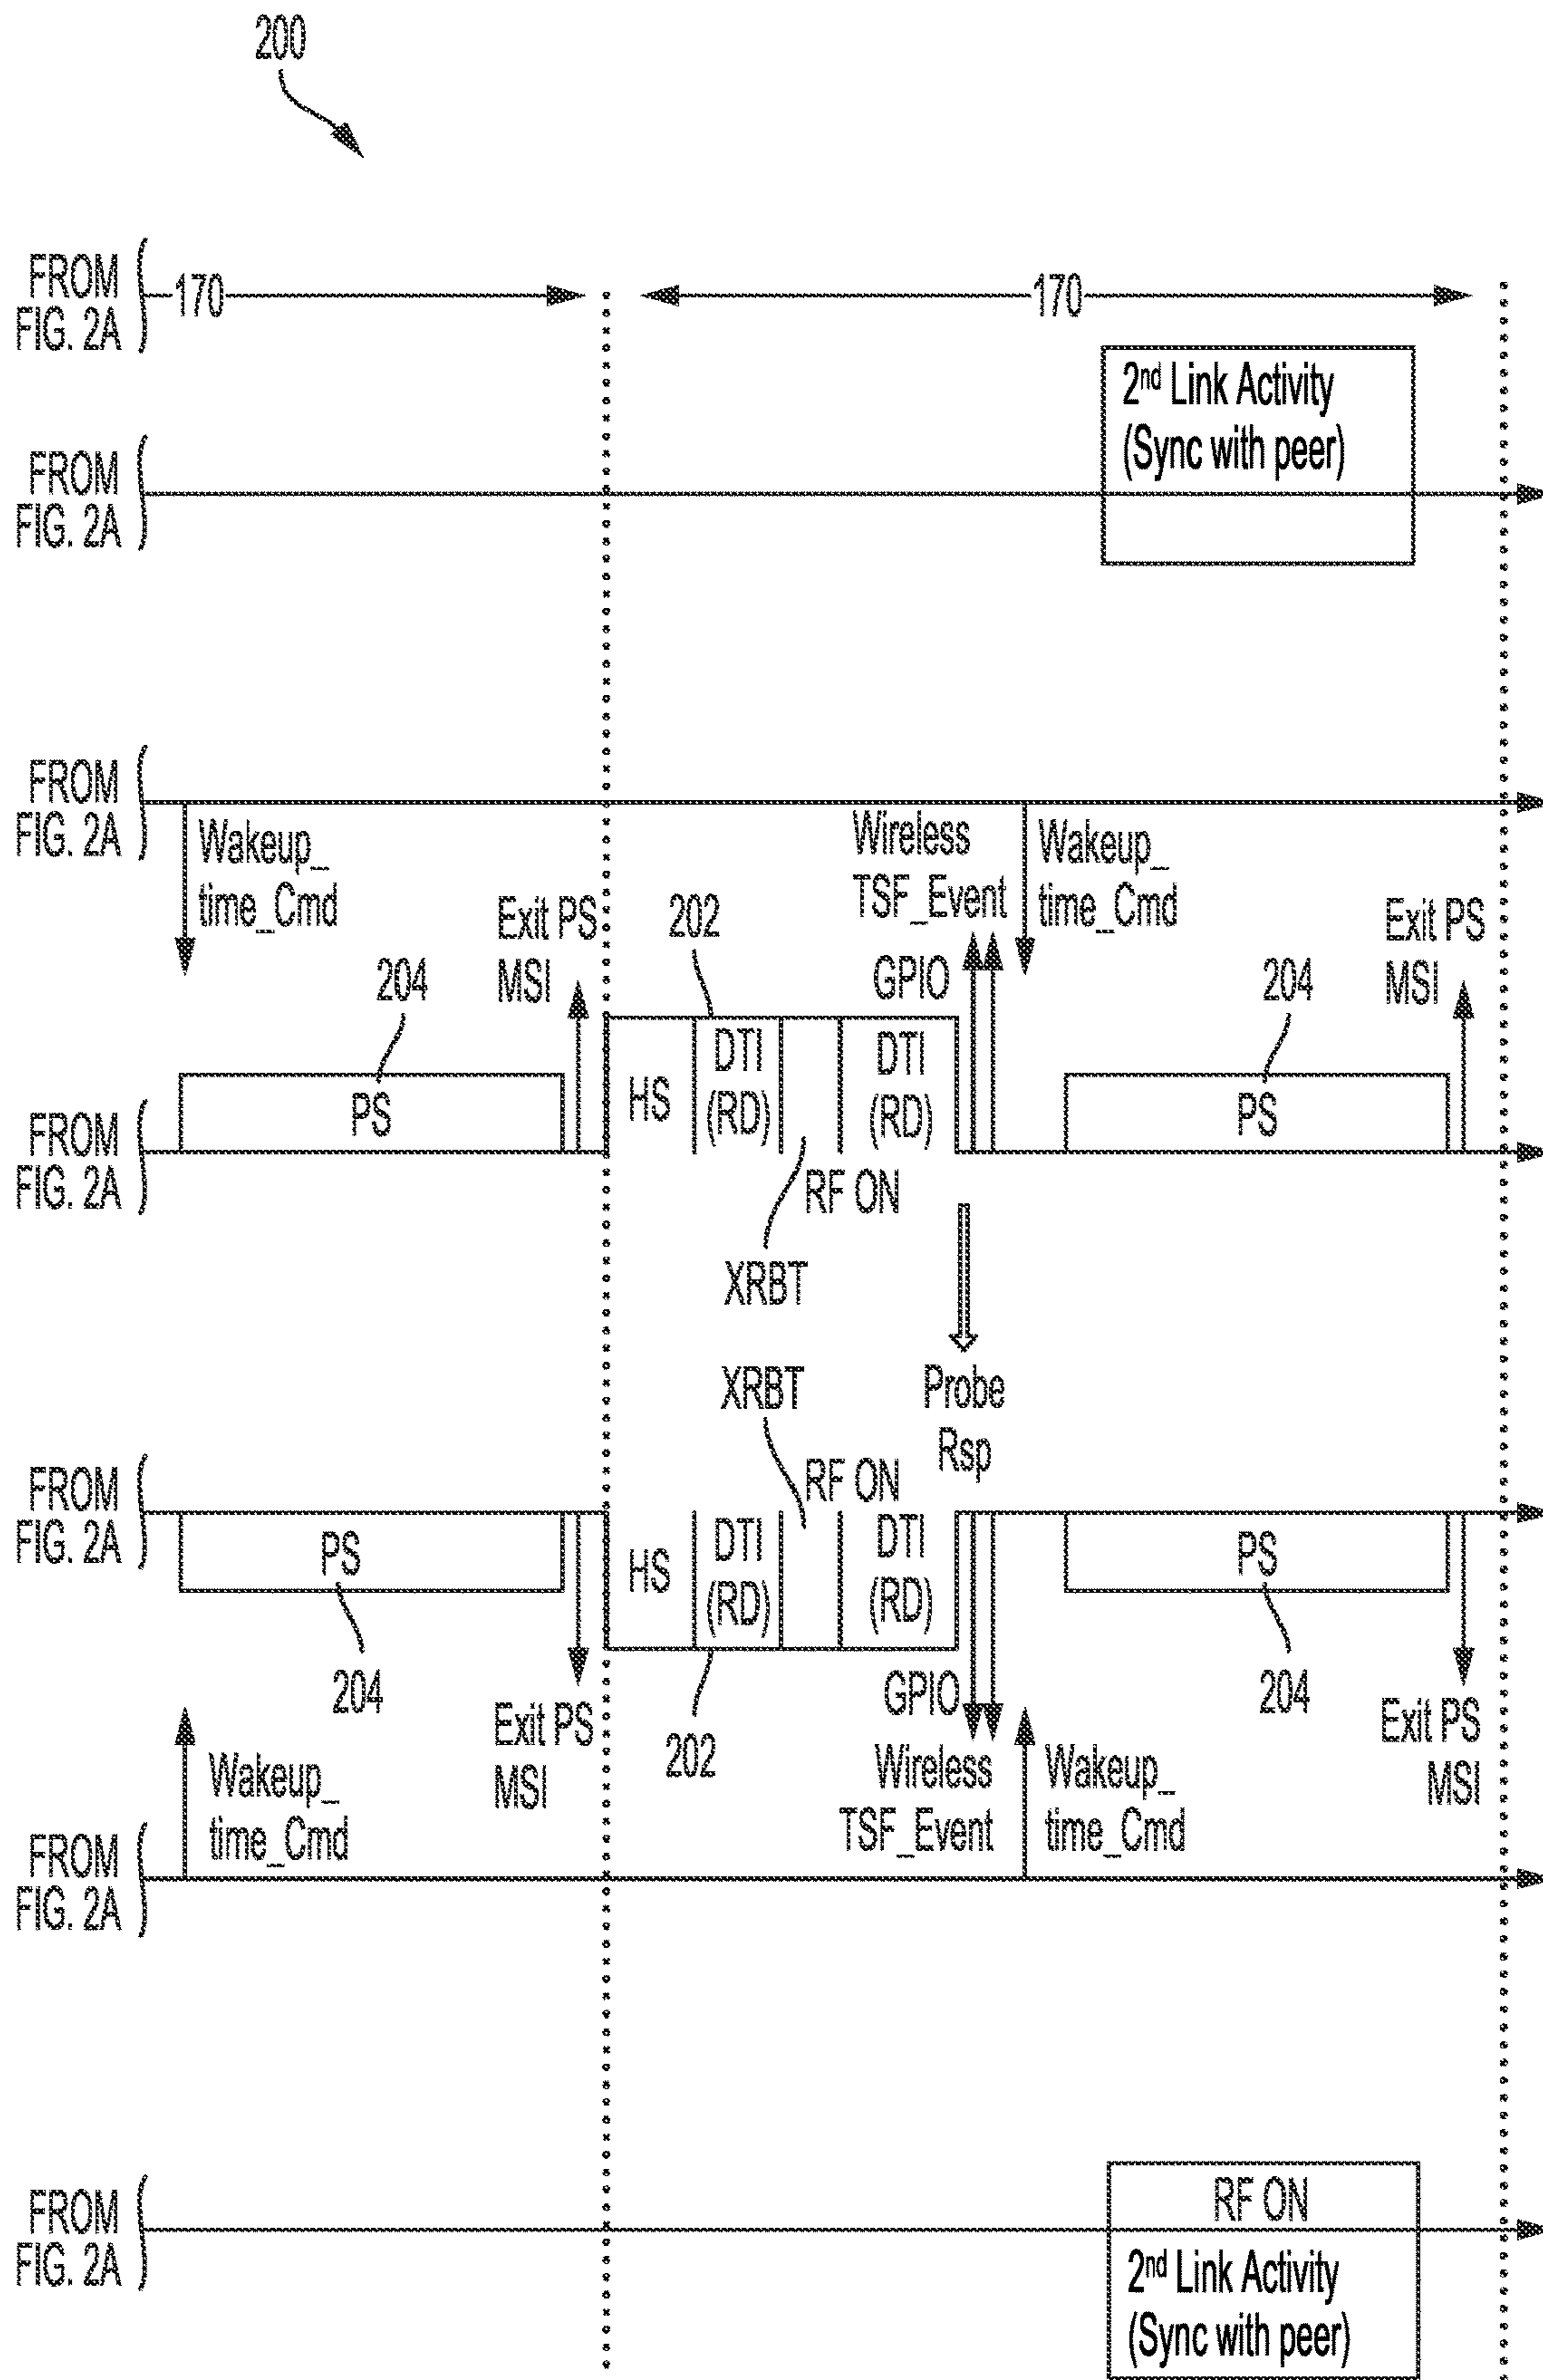 200
FROM
FIG. 2A
170
170
2nd Link Activity
(Sync with peer)
FROM
FIG. 2A
FROM
FIG. 2A
Wakeup_
time_Cmd
Exit PS
MSI
202
Wireless
TSF_Event
GPIO
Wakeup_
time_Cmd
Exit PS
MSI
204
204
FROM
FIG. 2A
PS
HS
DTI
(RD)
DTI
(RD)
PS
RF ON
XRBT
XRBT
Probe
Rsp
RF ON
FROM
FIG. 2A
PS
HS
DTI
(RD)
DTI
(RD)
PS
204
Exit PS
MSI
202
GPIO
Wireless
TSF_Event
204
Exit PS
MSI
Wakeup_
time_Cmd
Wakeup_
time_Cmd
FROM
FIG. 2A
FROM
FIG. 2A
RF ON
2nd Link Activity
(Sync with peer)